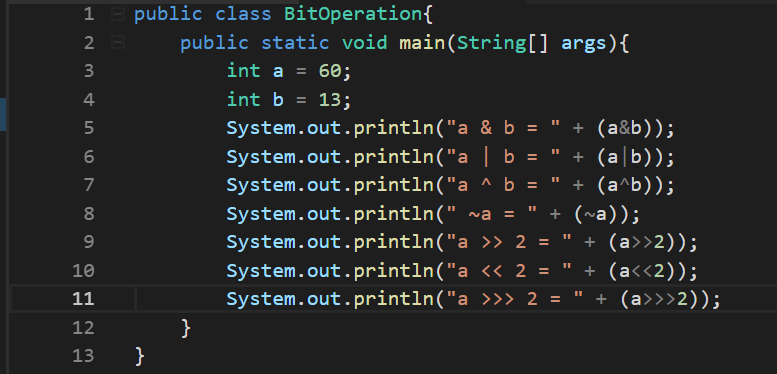 1 public class BitOperation{
2     public static void main(String[] args){
3         int a = 60;
4         int b = 13;
5         System.out.println("a & b = " + (a&b));
6         System.out.println("a | b = " + (a|b));
7         System.out.println("a ^ b = " + (a^b));
8         System.out.println(" ~a = " + (~a));
9         System.out.println("a >> 2 = " + (a>>2));
10         System.out.println("a << 2 = " + (a<<2));
11         System.out.println("a >>> 2 = " + (a>>>2));
12     }
13 }